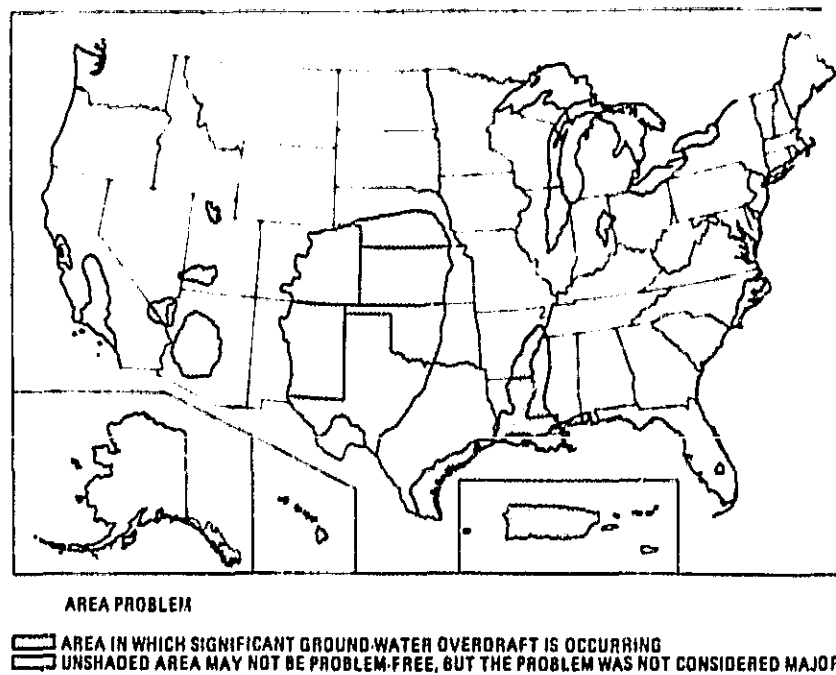 2
AREA PROBLEM
AREA IN WHICH SIGNIFICANT GROUND-WATER OVERDRAFT IS OCCURRING
UNSHADED AREA MAY NOT BE PROBLEM-FREE, BUT THE PROBLEM WAS NOT CONSIDERED MAJOR